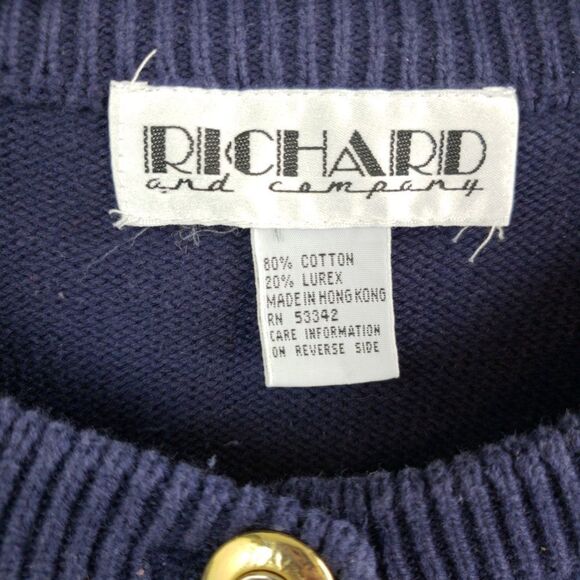 RICHARD
and company
80% COTTON
20% LUREX
MADE IN HONG KONG
RN 53342
CARE INFORMATION
ON REVERSE SIDE